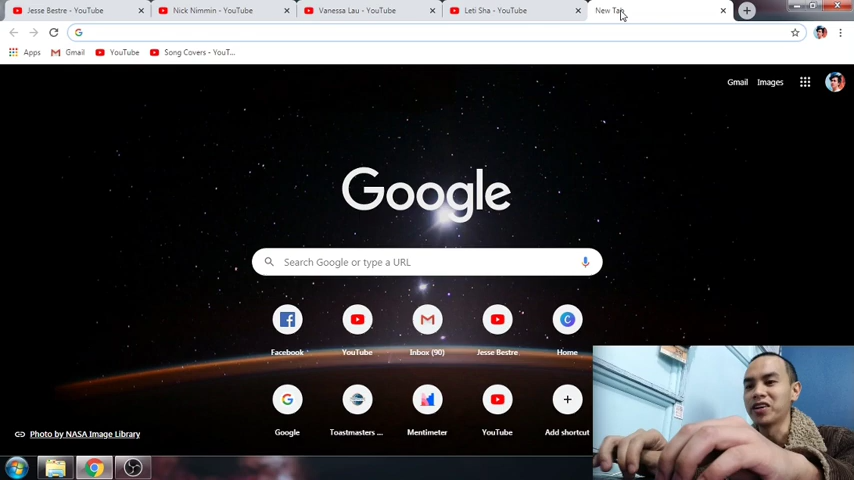 Jesse Bestre - YouTube
Nick Nimmin - YouTube
Vanessa Lau - YouTube
Leti Sha - YouTube
New Tab
Apps
Gmail
YouTube
Song Covers - YouT...
Gmail
Images
Google
Search Google or type a URL
Facebook
YouTube
Inbox (90)
Jesse Bestre
Home
Google
Toastmasters ...
Mentimeter
YouTube
Add shortcut
Photo by NASA Image Library